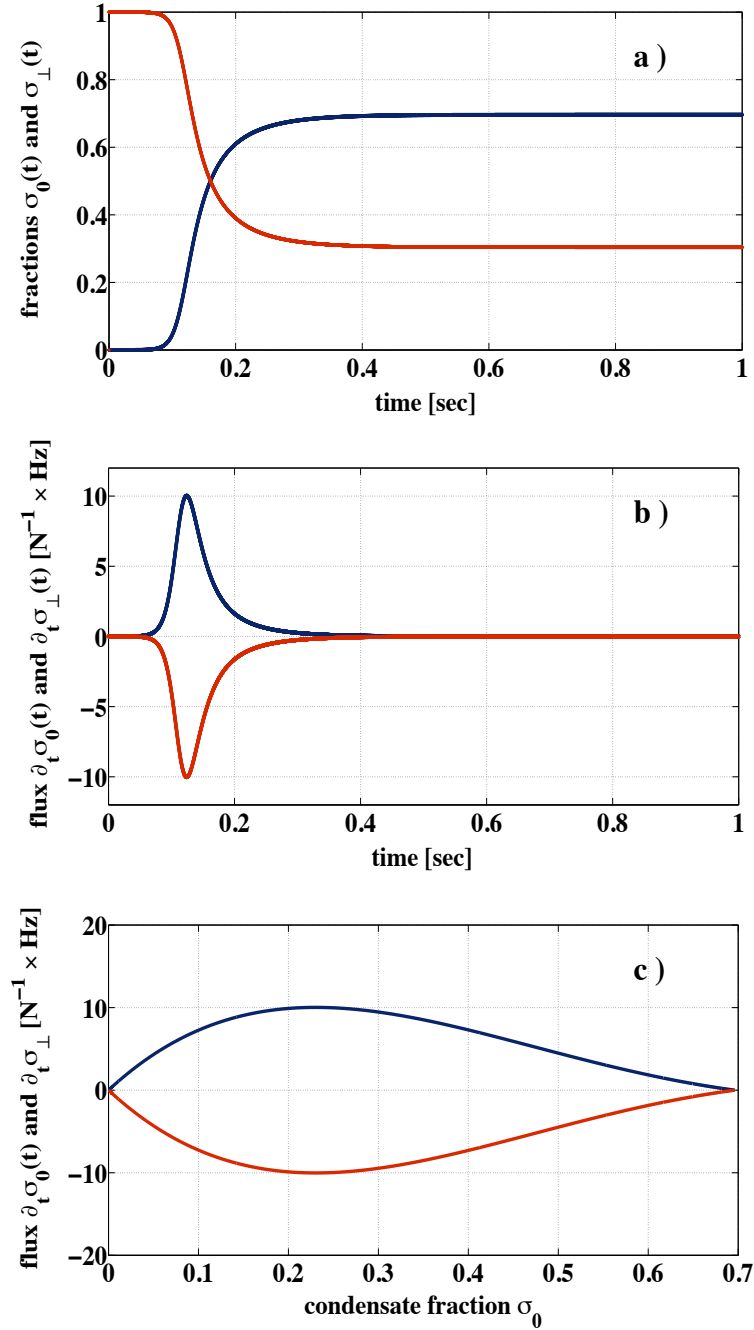 fractions σ₀(t) and σ⊥(t)
1
0.8
0.6
0.4
0.2
0
a )
0 0.2 0.4 0.6 0.8 1
time [sec]
flux ∂ₜσ₀(t) and ∂ₜσ⊥(t) [N⁻¹ × Hz]
10
5
0
−5
−10
b )
0 0.2 0.4 0.6 0.8 1
time [sec]
flux ∂ₜσ₀(t) and ∂ₜσ⊥ [N⁻¹ × Hz]
20
10
0
−10
−20
c )
0 0.1 0.2 0.3 0.4 0.5 0.6 0.7
condensate fraction σ₀